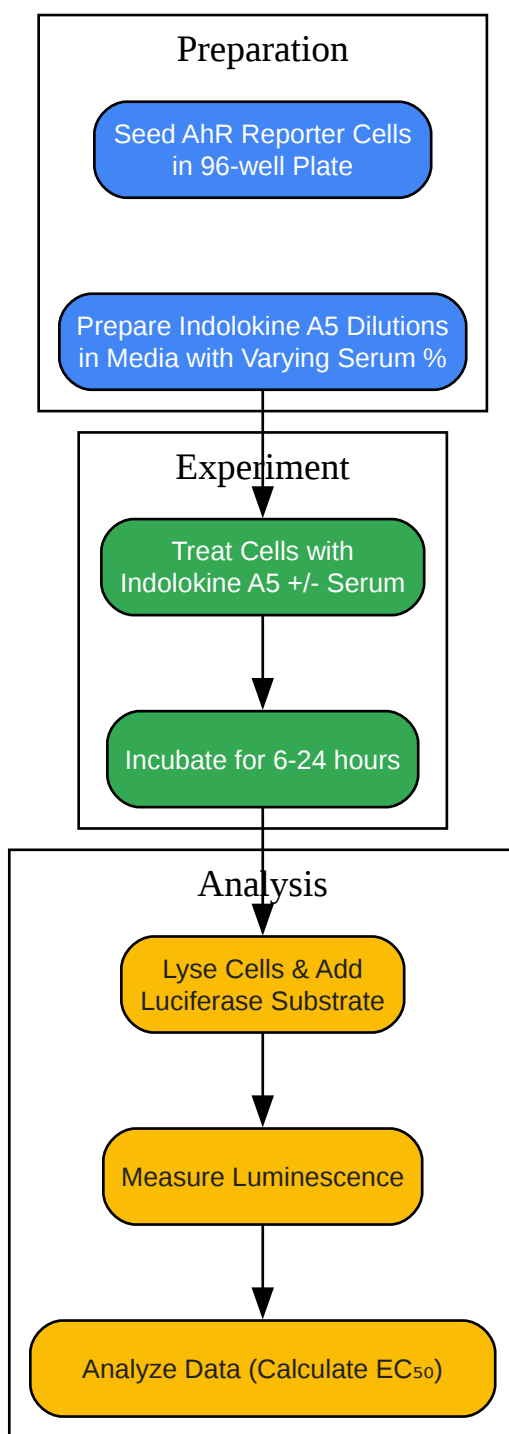 Preparation
Seed AhR Reporter Cells
in 96-well Plate
Prepare Indolokine A5 Dilutions
in Media with Varying Serum %
Experiment
Treat Cells with
Indolokine A5 +/- Serum
Incubate for 6-24 hours
Analysis
Lyse Cells & Add
Luciferase Substrate
Measure Luminescence
Analyze Data (Calculate EC₅₀)